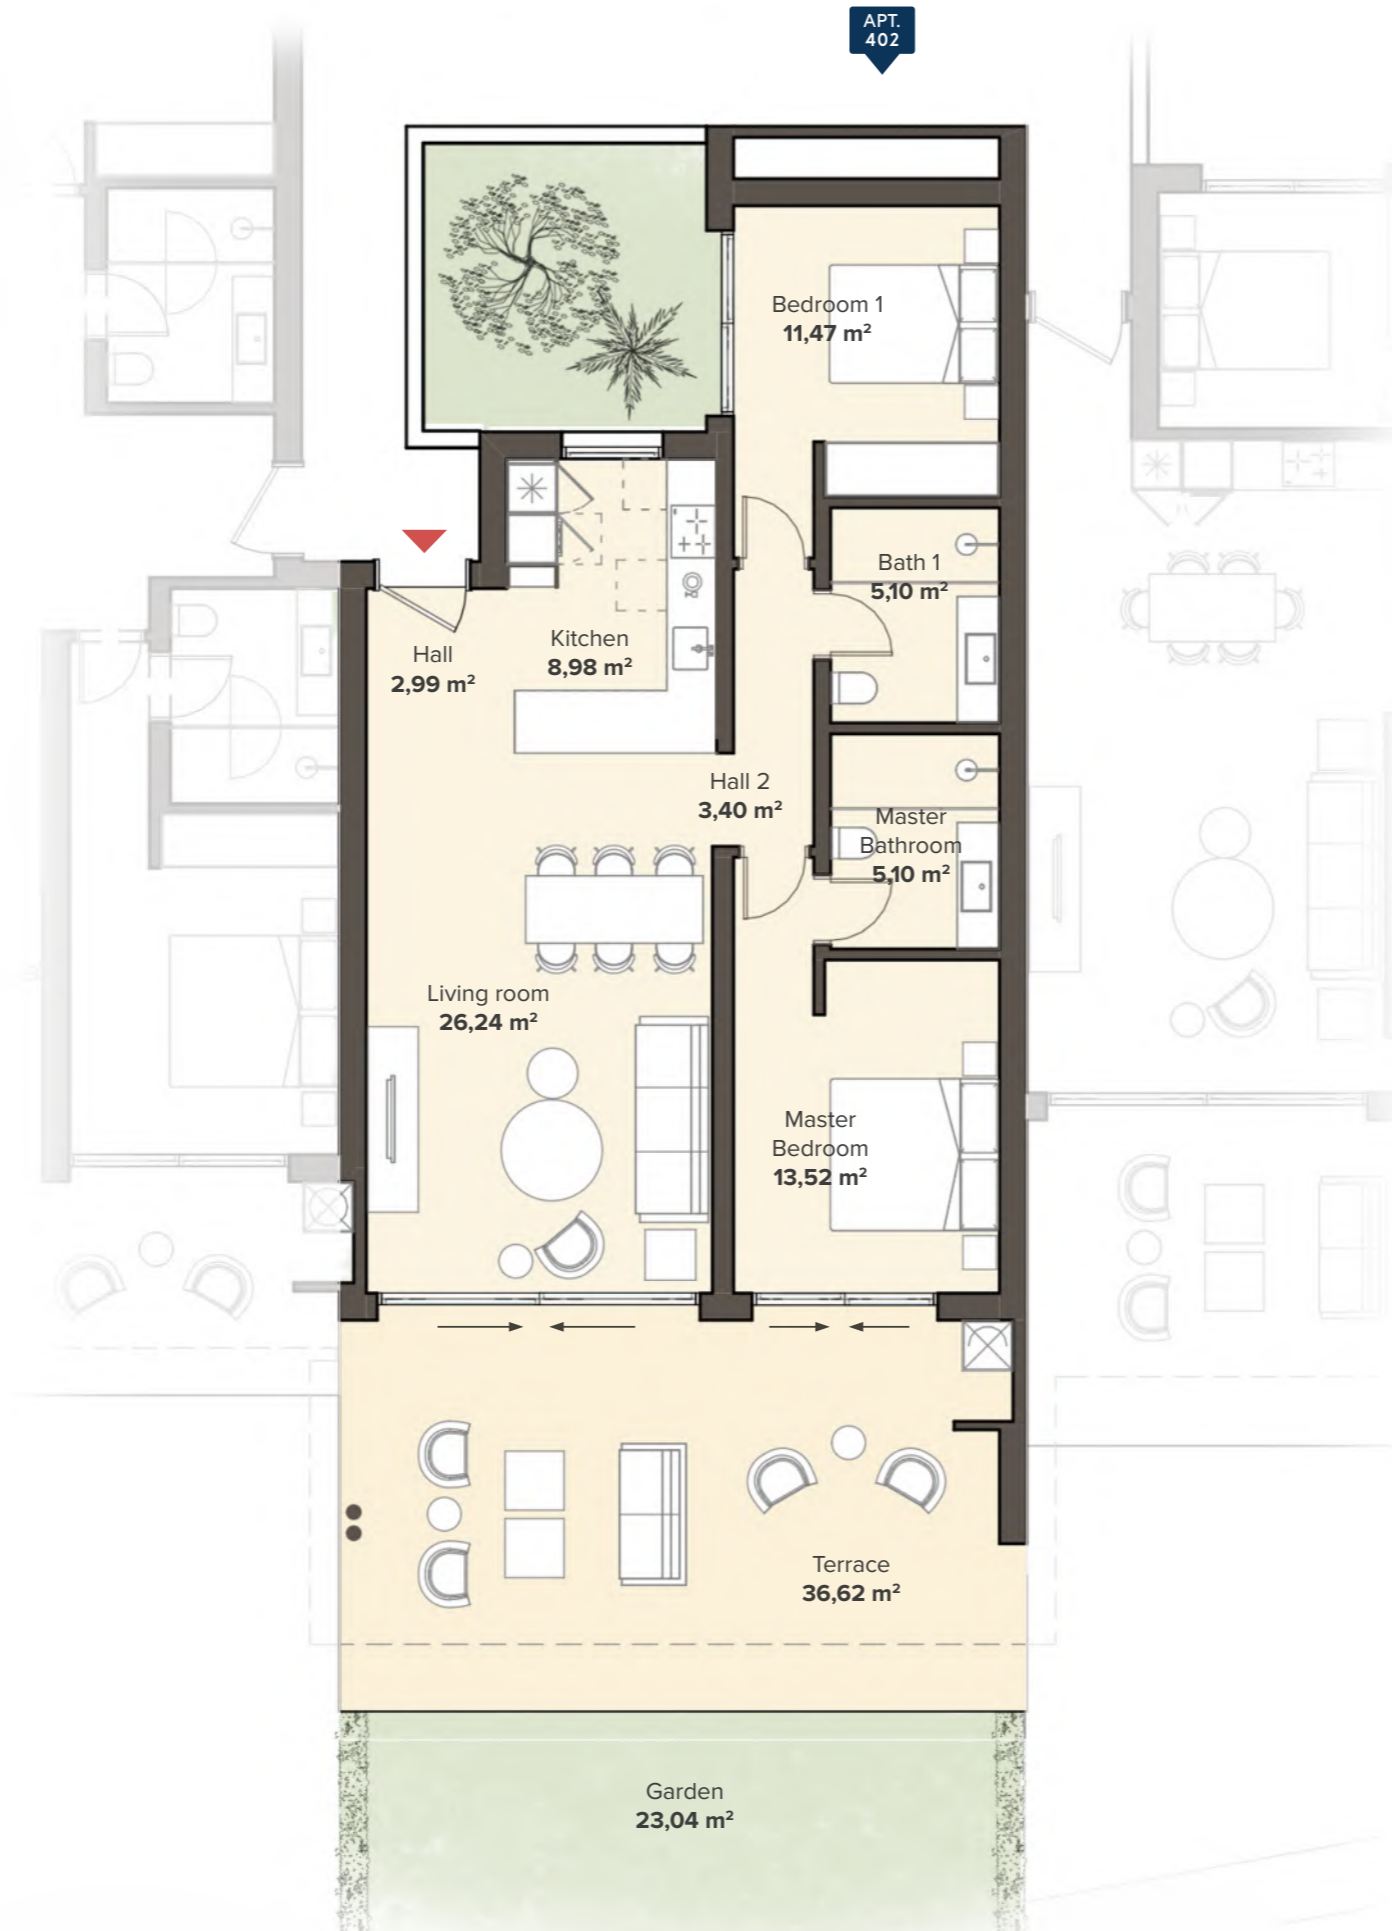 APT.
402
Bedroom 1
11,47 m²
Bath 1
5,10 m²
Hall
2,99 m²
Kitchen
8,98 m²
Hall 2
3,40 m²
Master
Bathroom
5,10 m²
Living room
26,24 m²
Master
Bedroom
13,52 m²
Terrace
36,62 m²
Garden
23,04 m²